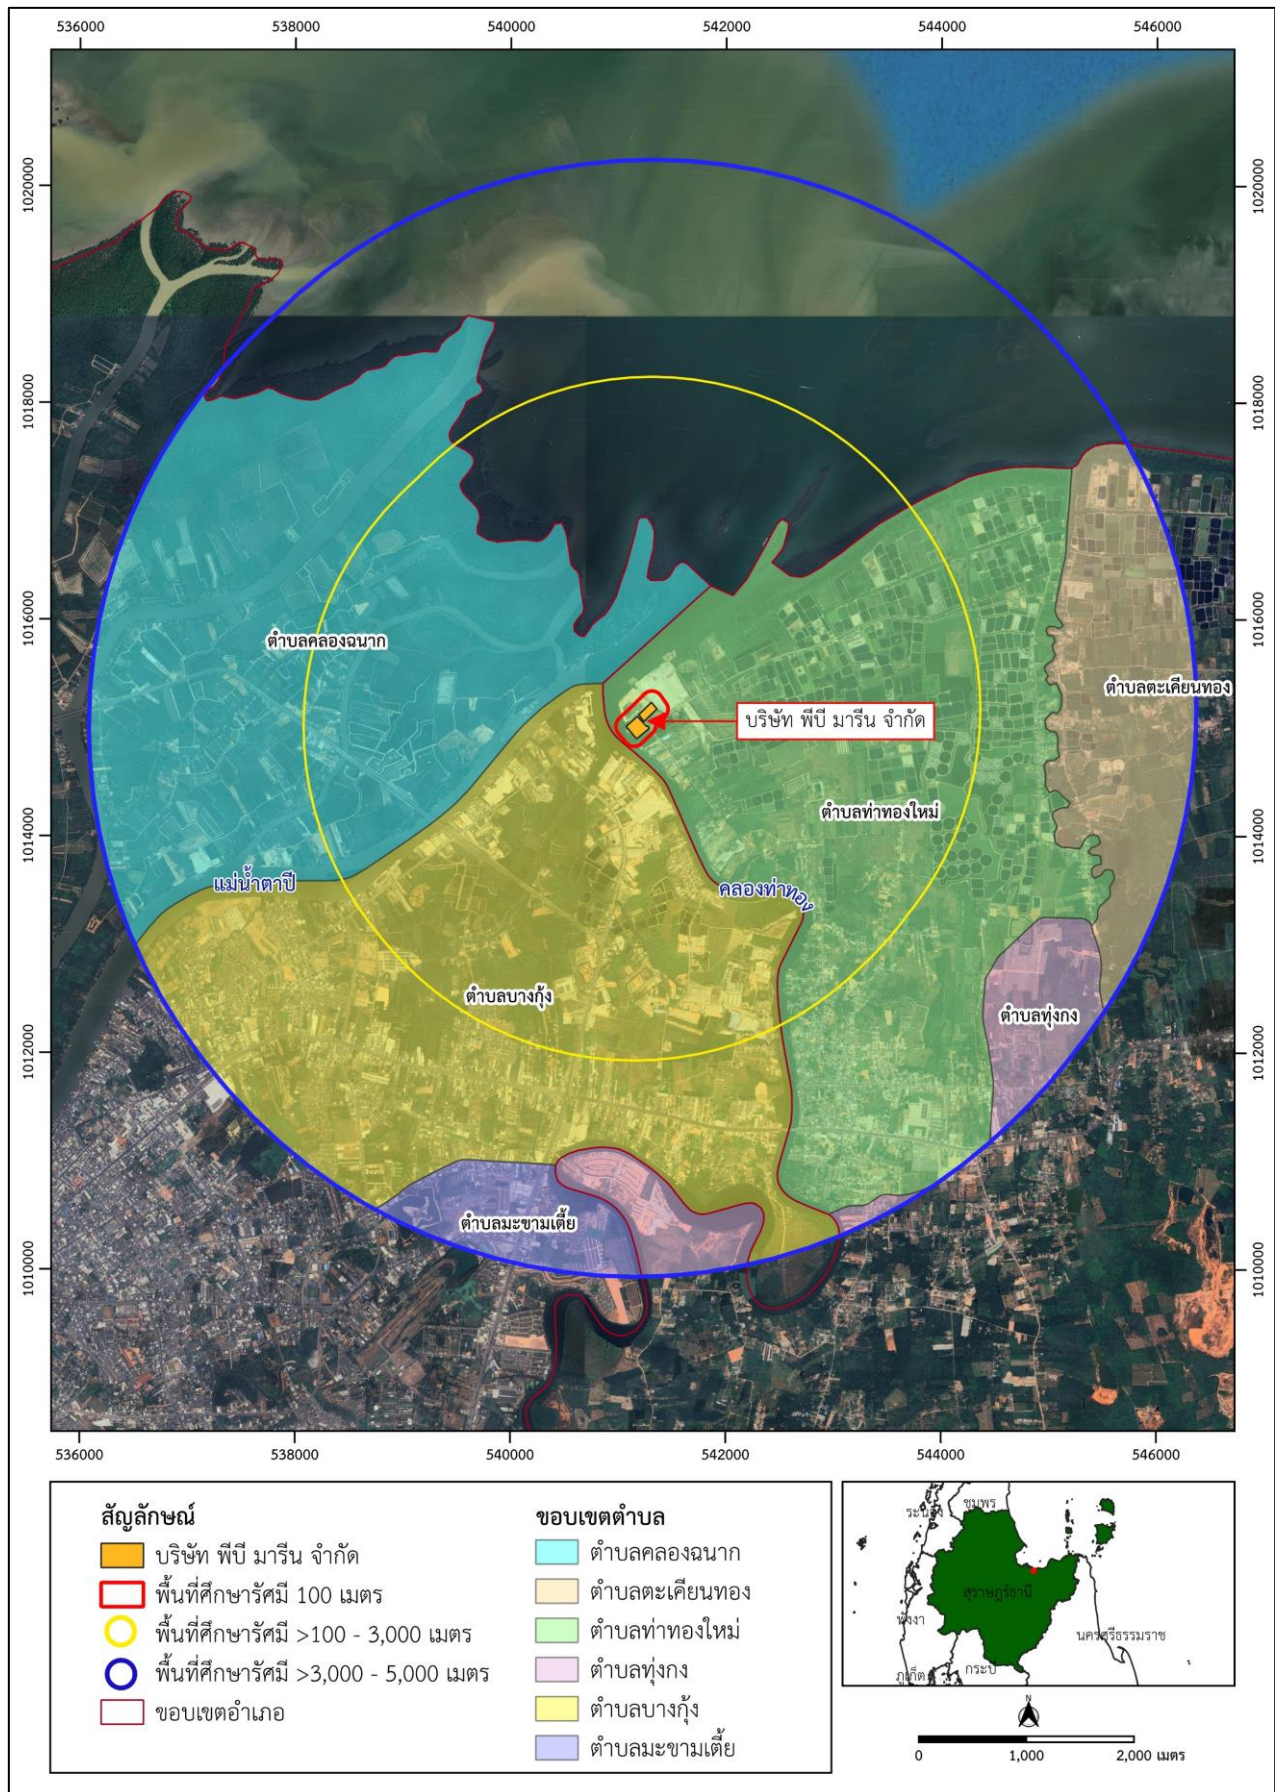 536000 538000 540000 542000 544000 546000
1020000 1020000
1018000 1018000
1016000 1016000
ตำบลคลองฉนาก
ตำบลตะเคียนทอง
บริษัท พีบี มารีน จำกัด
ตำบลท่าทองใหม่
1014000 1014000
แม่น้ำตาปี
คลองท่าทอง
ตำบลบางกุ้ง
ตำบลทุ่งกง
1012000 1012000
ตำบลมะขามเตี้ย
1010000 1010000
536000 538000 540000 542000 544000 546000
สัญลักษณ์
บริษัท พีบี มารีน จำกัด
พื้นที่ศึกษารัศมี 100 เมตร
พื้นที่ศึกษารัศมี >100 - 3,000 เมตร
พื้นที่ศึกษารัศมี >3,000 - 5,000 เมตร
ขอบเขตอำเภอ
ขอบเขตตำบล
ตำบลคลองฉนาก
ตำบลตะเคียนทอง
ตำบลท่าทองใหม่
ตำบลทุ่งกง
ตำบลบางกุ้ง
ตำบลมะขามเตี้ย
ชุมพร
ระนอง
สุราษฎร์ธานี
พังงา
นครศรีธรรมราช
กระบี่
ภูเก็ต
N
0 1,000 2,000 เมตร